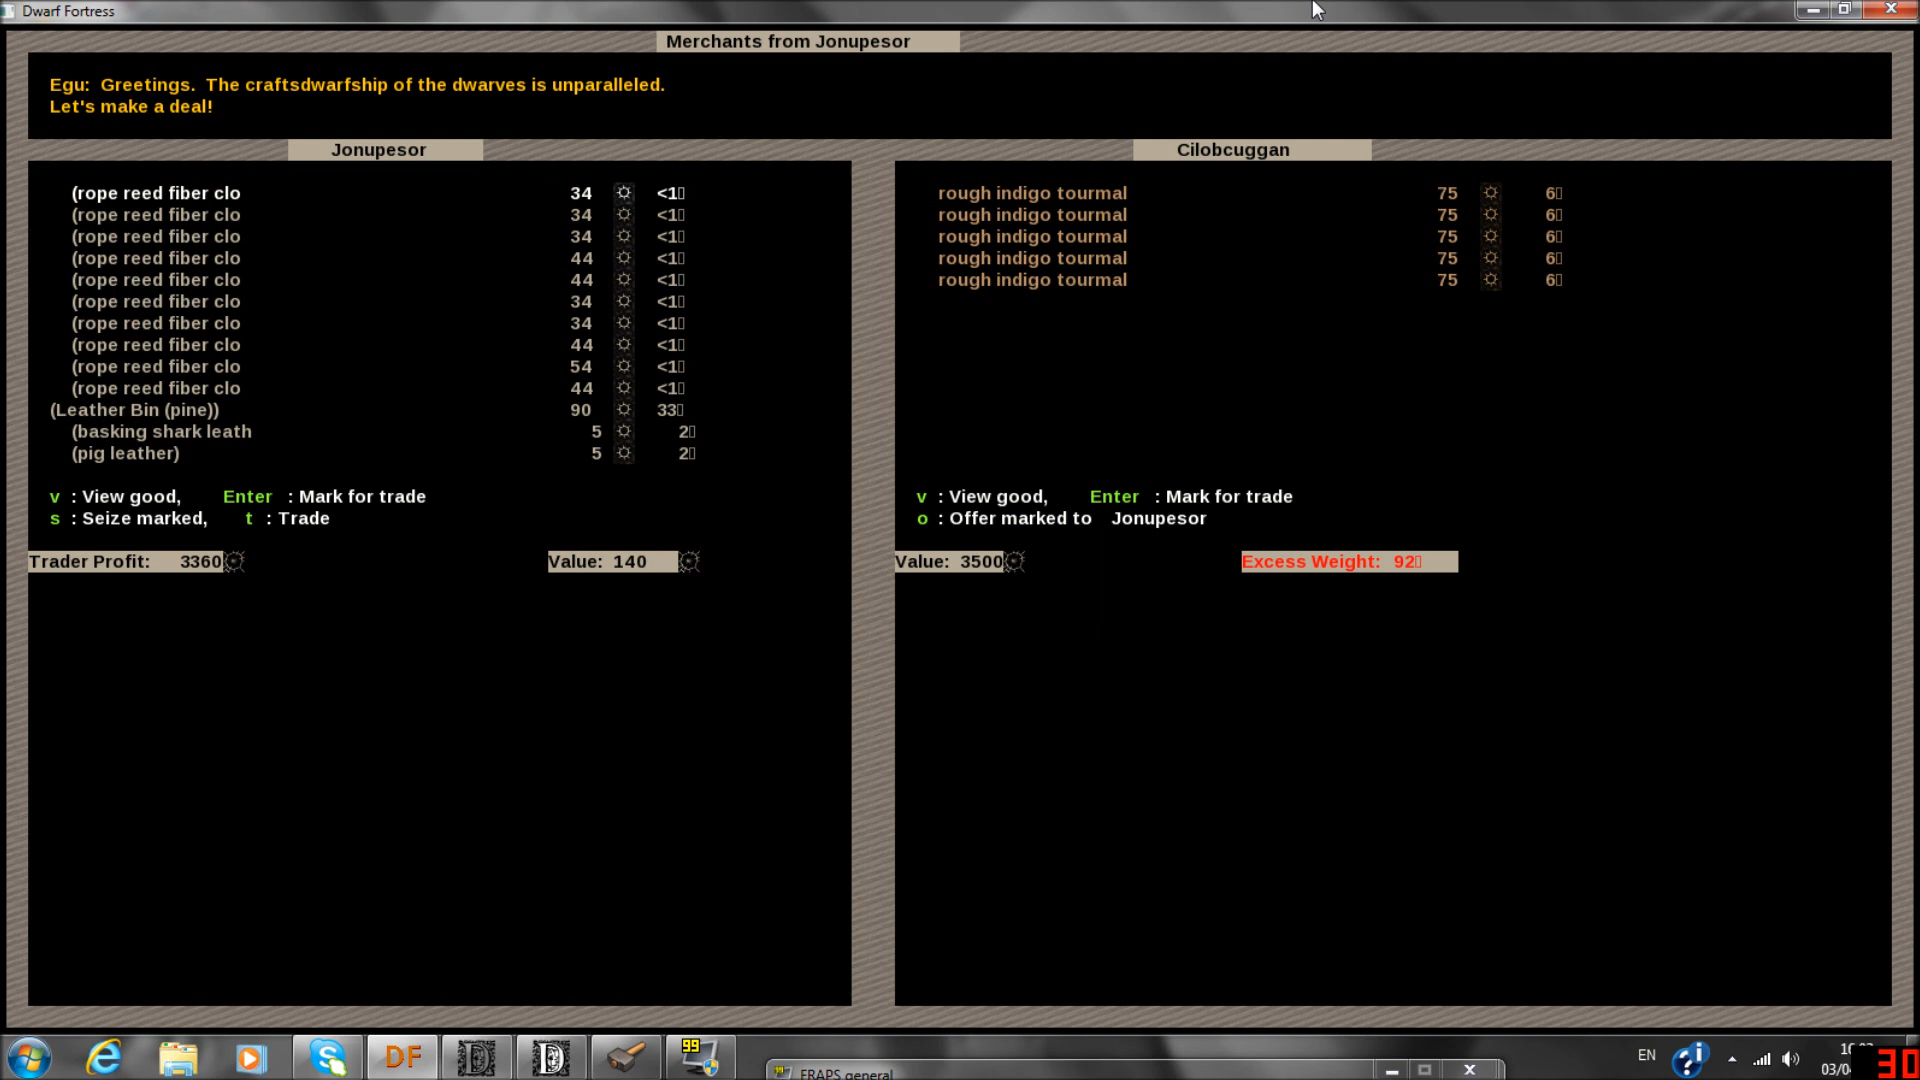 Dwarf Fortress
Merchants from Jonupesor
Egu: Greetings. The craftsdwarfship of the dwarves is unparalleled.
Let's make a deal!
Jonupesor
Cilobcuggan
(rope reed fiber clo 34 ☼ <1
rough indigo tourmal 75 ☼ 6
(rope reed fiber clo 34 ☼ <1
rough indigo tourmal 75 ☼ 6
(rope reed fiber clo 34 ☼ <1
rough indigo tourmal 75 ☼ 6
(rope reed fiber clo 44 ☼ <1
rough indigo tourmal 75 ☼ 6
(rope reed fiber clo 44 ☼ <1
rough indigo tourmal 75 ☼ 6
(rope reed fiber clo 34 ☼ <1
(rope reed fiber clo 34 ☼ <1
(rope reed fiber clo 44 ☼ <1
(rope reed fiber clo 54 ☼ <1
(rope reed fiber clo 44 ☼ <1
(Leather Bin (pine)) 90 ☼ 33
(basking shark leath 5 ☼ 2
(pig leather) 5 ☼ 2
v : View good, Enter : Mark for trade
v : View good, Enter : Mark for trade
s : Seize marked, t : Trade
o : Offer marked to Jonupesor
Trader Profit: 3360☼ Value: 140 ☼
Value: 3500☼ Excess Weight: 92
DF
99
FRAPS general
EN
03/0
30